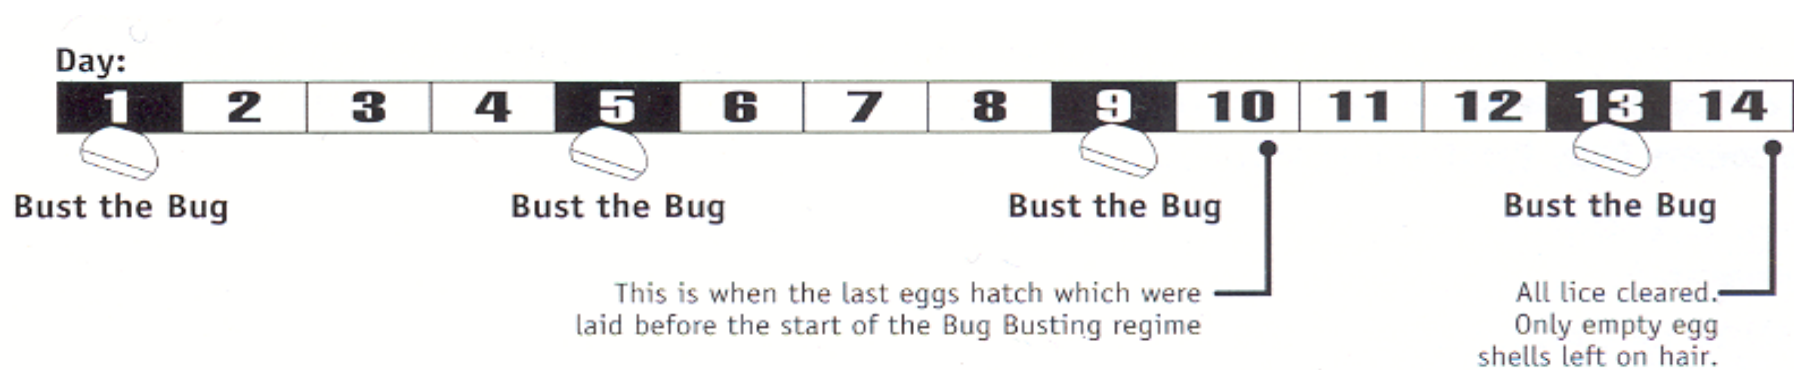 Day:
1 2 3 4 5 6 7 8 9 10 11 12 13 14
Bust the Bug Bust the Bug Bust the Bug Bust the Bug
This is when the last eggs hatch which were
laid before the start of the Bug Busting regime
All lice cleared.
Only empty egg
shells left on hair.